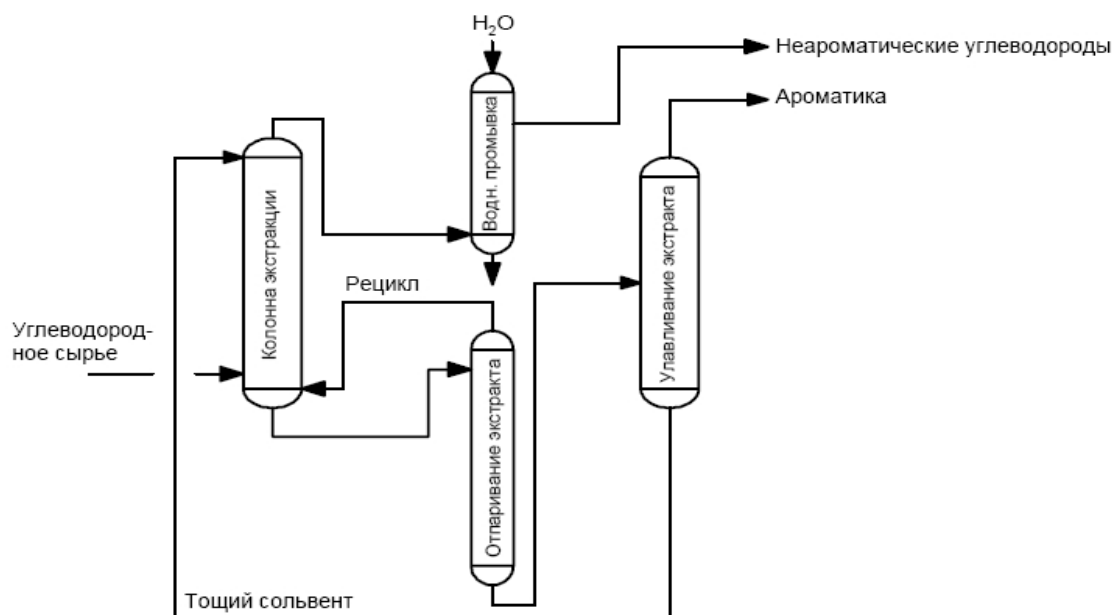 H₂O
Неароматические углеводороды
Ароматика
Водн. промывка
Колонна экстракции
Улавливание экстракта
Рецикл
Углеводород-
ное сырье
Отпаривание экстракта
Тощий сольвент